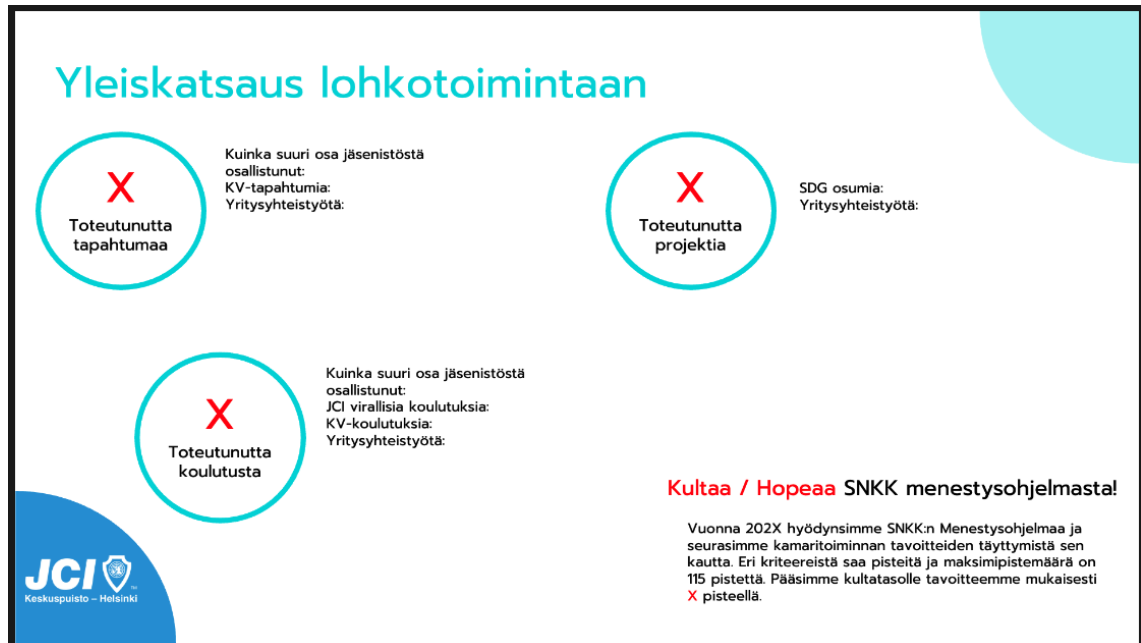 Yleiskatsaus lohkotoimintaan
X
Toteutunutta
tapahtumaa
Kuinka suuri osa jäsenistöstä
osallistunut:
KV-tapahtumia:
Yritysyhteistyötä:
X
Toteutunutta
projektia
SDG osumia:
Yritysyhteistyötä:
X
Toteutunutta
koulutusta
Kuinka suuri osa jäsenistöstä
osallistunut:
JCI virallisia koulutuksia:
KV-koulutuksia:
Yritysyhteistyötä:
Kultaa / Hopeaa SNKK menestysohjelmasta!
Vuonna 202X hyödynsimme SNKK:n Menestysohjelmaa ja
seurasimme kamaritoiminnan tavoitteiden täyttymistä sen
kautta. Eri kriteereistä saa pisteitä ja maksimipistemäärä on
115 pistettä. Pääsimme kultatasolle tavoitteemme mukaisesti
X pisteellä.
JCI
Keskuspuisto – Helsinki